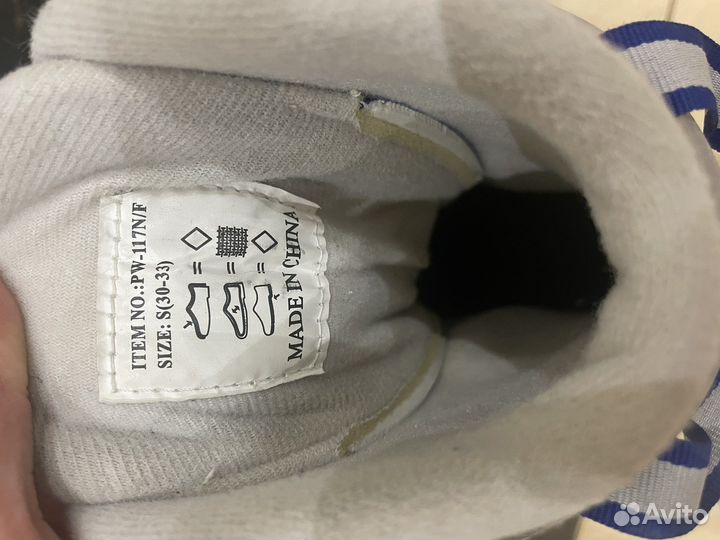 ITEM NO.:PW-117N/F
SIZE: S(30-33)
= = =
MADE IN CHINA
Avito